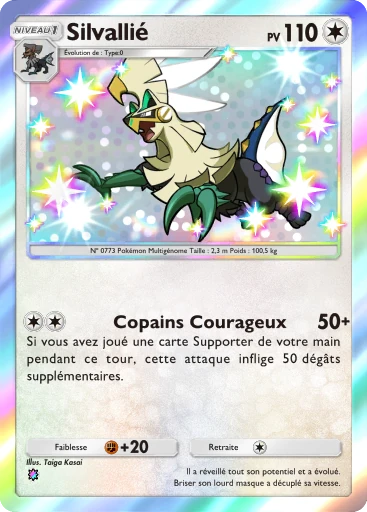 NIVEAU 1
Silvallié
PV 110
Évolution de : Type:0
N° 0773 Pokémon Multigénome Taille : 2,3 m Poids : 100,5 kg
Copains Courageux 50+
Si vous avez joué une carte Supporter de votre main
pendant ce tour, cette attaque inflige 50 dégâts
supplémentaires.
Faiblesse +20
Retraite
Illus. Taiga Kasai
Il a réveillé tout son potentiel et a évolué.
Briser son lourd masque a décuplé sa vitesse.